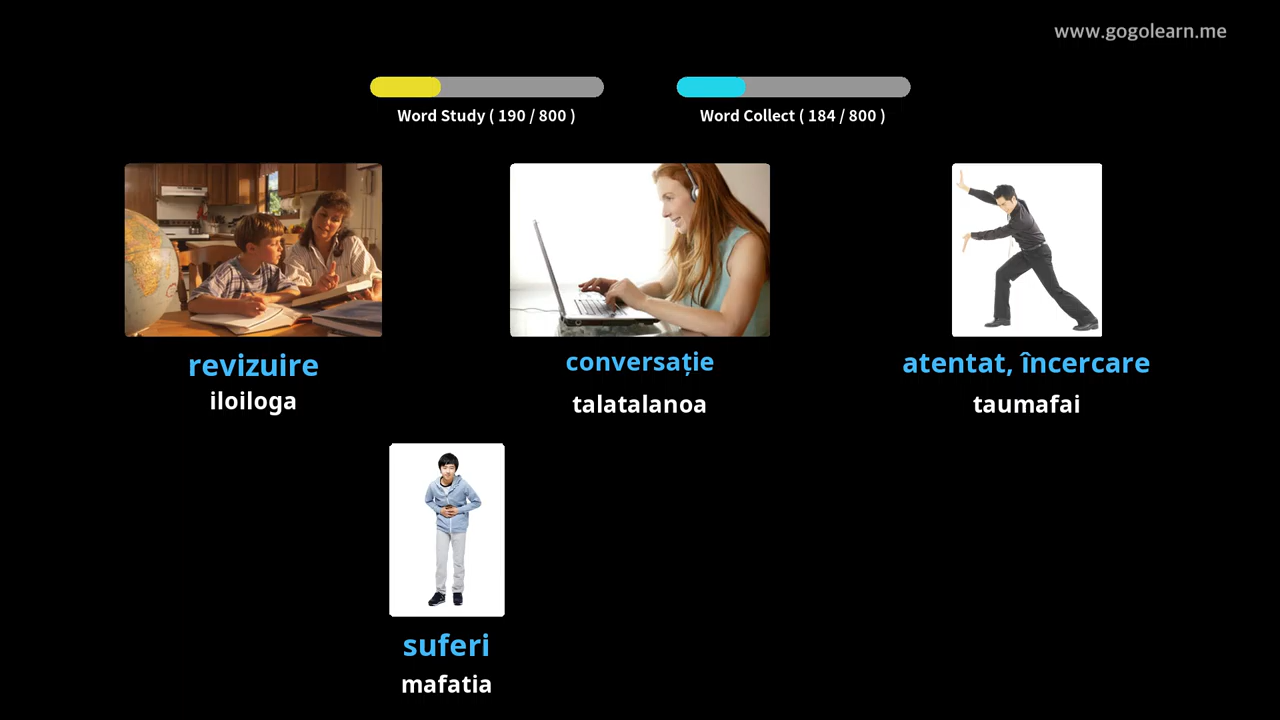 www.gogolearn.me
Word Study ( 190 / 800 )
Word Collect ( 184 / 800 )
revizuire
iloiloga
conversație
talatalanoa
atentat, încercare
taumafai
suferi
mafatia